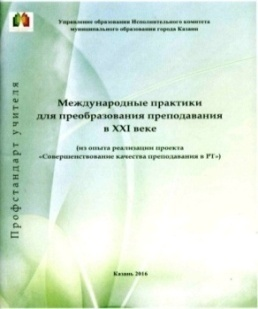 Управление образования Исполнительного комитета
муниципального образования города Казани
Профстандарт учителя
Международные практики
для преобразования преподавания
в XXI веке
(из опыта реализации проекта
«Совершенствование качества преподавания в РТ»)
Казань 2016